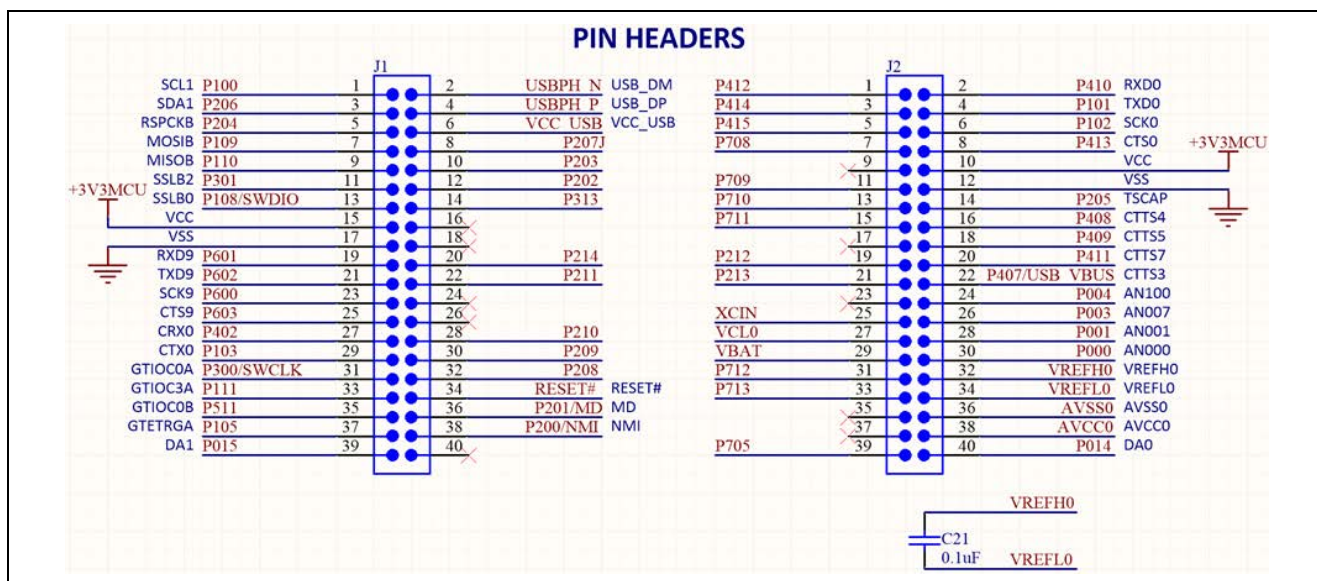 PIN HEADERS
J1 J2
SCL1 P100 1 2 USBPH_N USB_DM P412 1 2 P410 RXD0
SDA1 P206 3 4 USBPH_P USB_DP P414 3 4 P101 TXD0
RSPCKB P204 5 6 VCC_USB VCC_USB P415 5 6 P102 SCK0
MOSIB P109 7 8 P207J P708 7 8 P413 CTS0 +3V3MCU
MISOB P110 9 10 P203 9 10 VCC
SSLB2 P301 11 12 P202 P709 11 12 VSS
+3V3MCU SSLB0 P108/SWDIO 13 14 P313 P710 13 14 P205 TSCAP
VCC 15 16 P711 15 16 P408 CTTS4
VSS 17 18 17 18 P409 CTTS5
RXD9 P601 19 20 P214 P212 19 20 P411 CTTS7
TXD9 P602 21 22 P211 P213 21 22 P407/USB_VBUS CTTS3
SCK9 P600 23 24 23 24 P004 AN100
CTS9 P603 25 26 XCIN 25 26 P003 AN007
CRX0 P402 27 28 P210 VCL0 27 28 P001 AN001
CTX0 P103 29 30 P209 VBAT 29 30 P000 AN000
GTIOC0A P300/SWCLK 31 32 P208 P712 31 32 VREFH0 VREFH0
GTIOC3A P111 33 34 RESET# RESET# P713 33 34 VREFL0 VREFL0
GTIOC0B P511 35 36 P201/MD MD 35 36 AVSS0 AVSS0
GTETRGA P105 37 38 P200/NMI NMI 37 38 AVCC0 AVCC0
DA1 P015 39 40 P705 39 40 P014 DA0
VREFH0
C21
0.1uF VREFL0